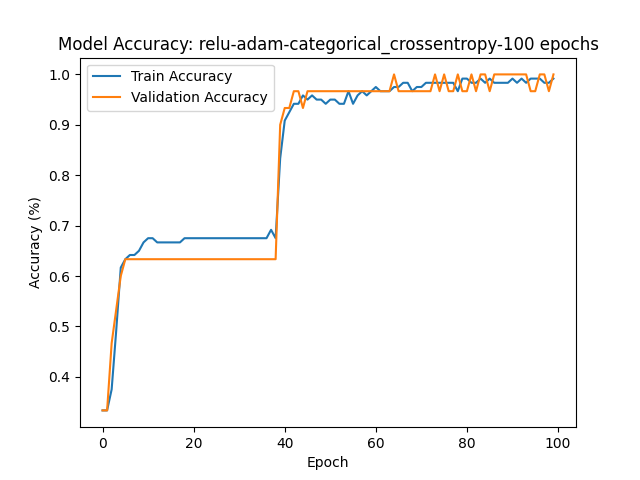 Model Accuracy: relu-adam-categorical_crossentropy-100 epochs
Train Accuracy
Validation Accuracy
Accuracy (%)
1.0
0.9
0.8
0.7
0.6
0.5
0.4
0
20
40
60
80
100
Epoch